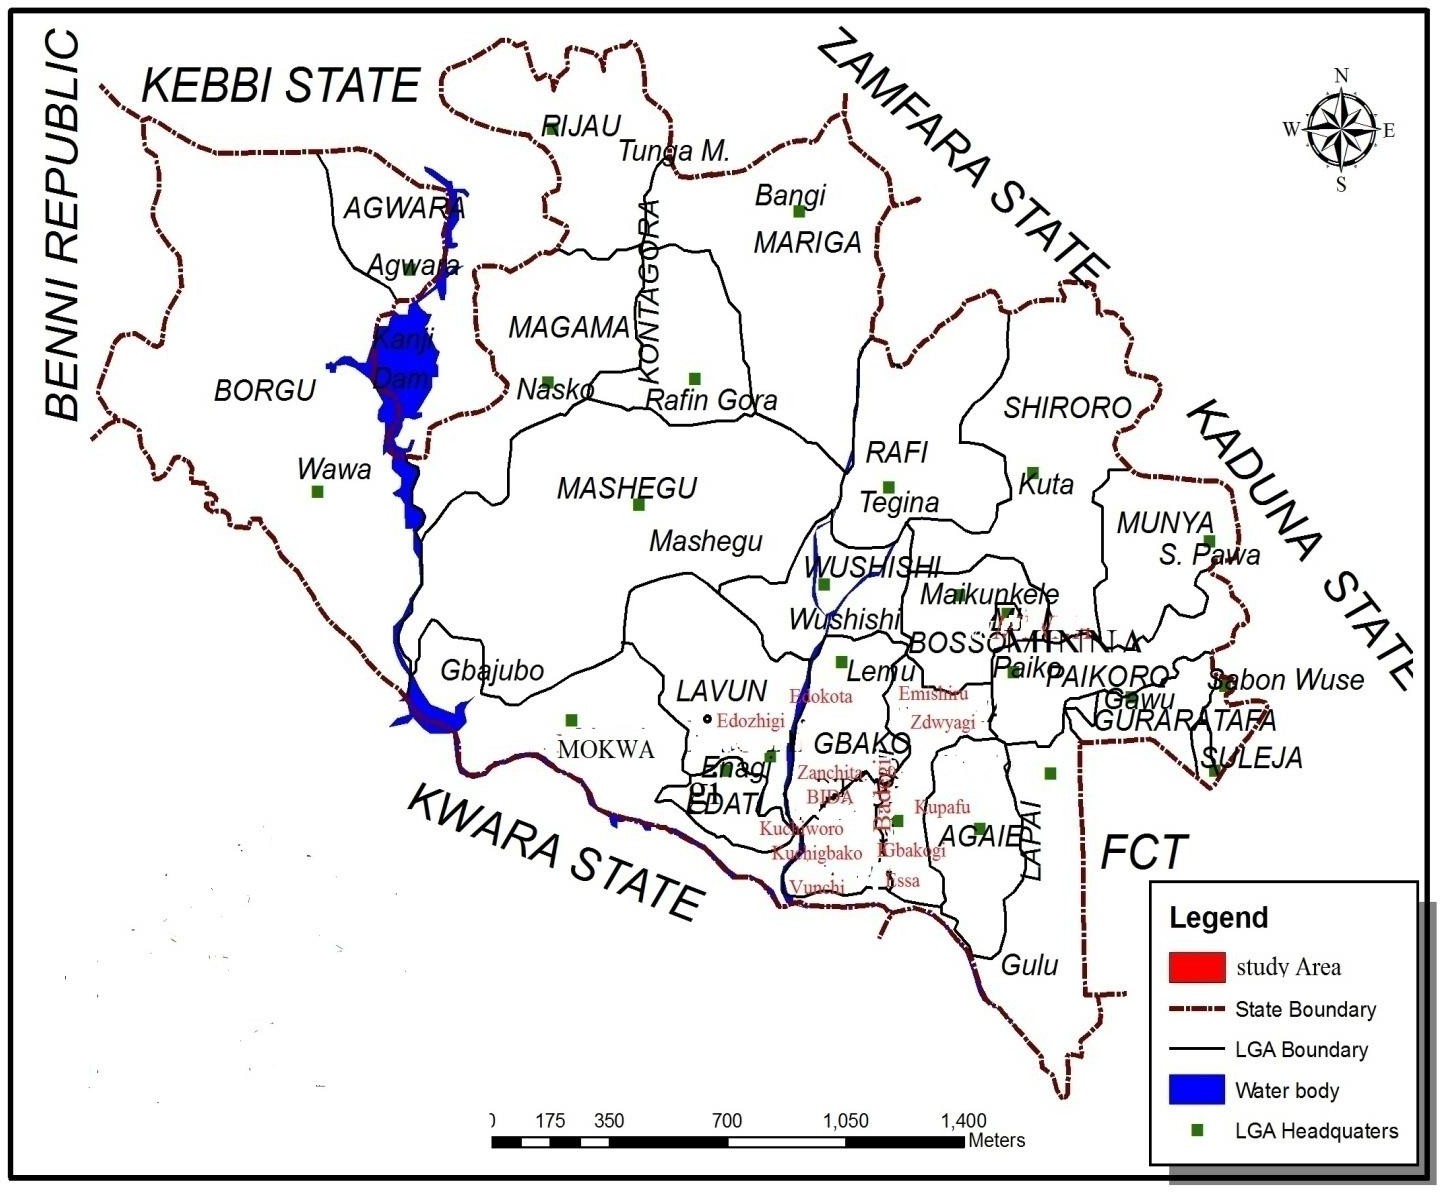 BENNI REPUBLIC
KEBBI STATE
ZAMFARA STATE
N
W
E
S
RIJAU
Tunga M.
Bangi
MARIGA
AGWARA
Agwara
KONTAGORA
MAGAMA
Kanji
Dam
BORGU
Nasko
Rafin Gora
SHIRORO
KADUNA STATE
RAFI
Wawa
MASHEGU
Tegina
Kuta
Mashegu
MUNYA
S. Pawa
WUSHISHI
Maikunkele
Wushishi
BOSSO
MINNA
Gbajubo
Lemu
Paiko
PAIKORO
Sabon Wuse
LAVUN
Edokota
Emishiru
Gawu
Edozhigi
Zdwyagi
GURARA
TAFA
MOKWA
GBAKO
SULEJA
Enagi
Zanchita
Badeggi
EDATI
BIDA
Kupafu
KWARA STATE
Kuchiworo
AGAIE
LAPAI
FCT
Kuchigbako
Gbakogi
Vunchi
Essa
Gulu
Legend
study Area
State Boundary
LGA Boundary
Water body
LGA Headquaters
0 175 350 700 1,050 1,400
Meters